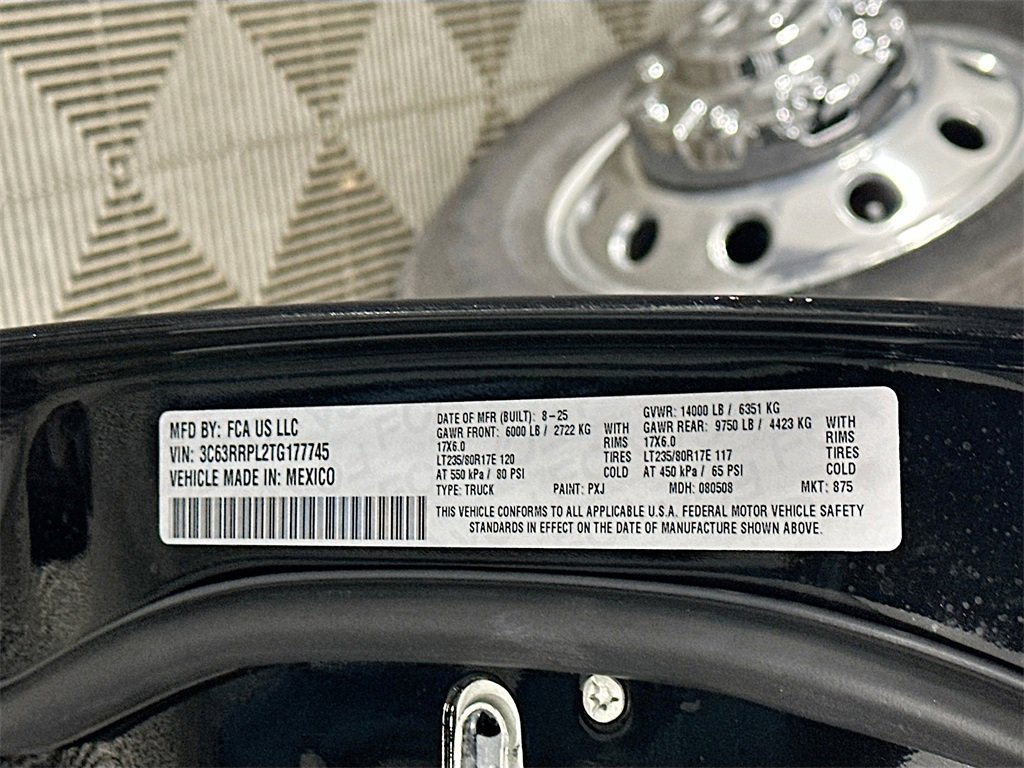 MFD BY: FCA US LLC
VIN: 3C63RRPL2TG177745
VEHICLE MADE IN: MEXICO
DATE OF MFR (BUILT): 8-25
GAWR FRONT: 6000 LB / 2722 KG WITH
17X6.0 RIMS
LT235/80R17E 120 TIRES
AT 550 kPa / 80 PSI COLD
GVWR: 14000 LB / 6351 KG
GAWR REAR: 9750 LB / 4423 KG WITH
17X6.0 RIMS
LT235/80R17E 117 TIRES
AT 450 kPa / 65 PSI COLD
TYPE: TRUCK PAINT: PXJ MDH: 080508 MKT: 875
THIS VEHICLE CONFORMS TO ALL APPLICABLE U.S.A. FEDERAL MOTOR VEHICLE SAFETY
STANDARDS IN EFFECT ON THE DATE OF MANUFACTURE SHOWN ABOVE.